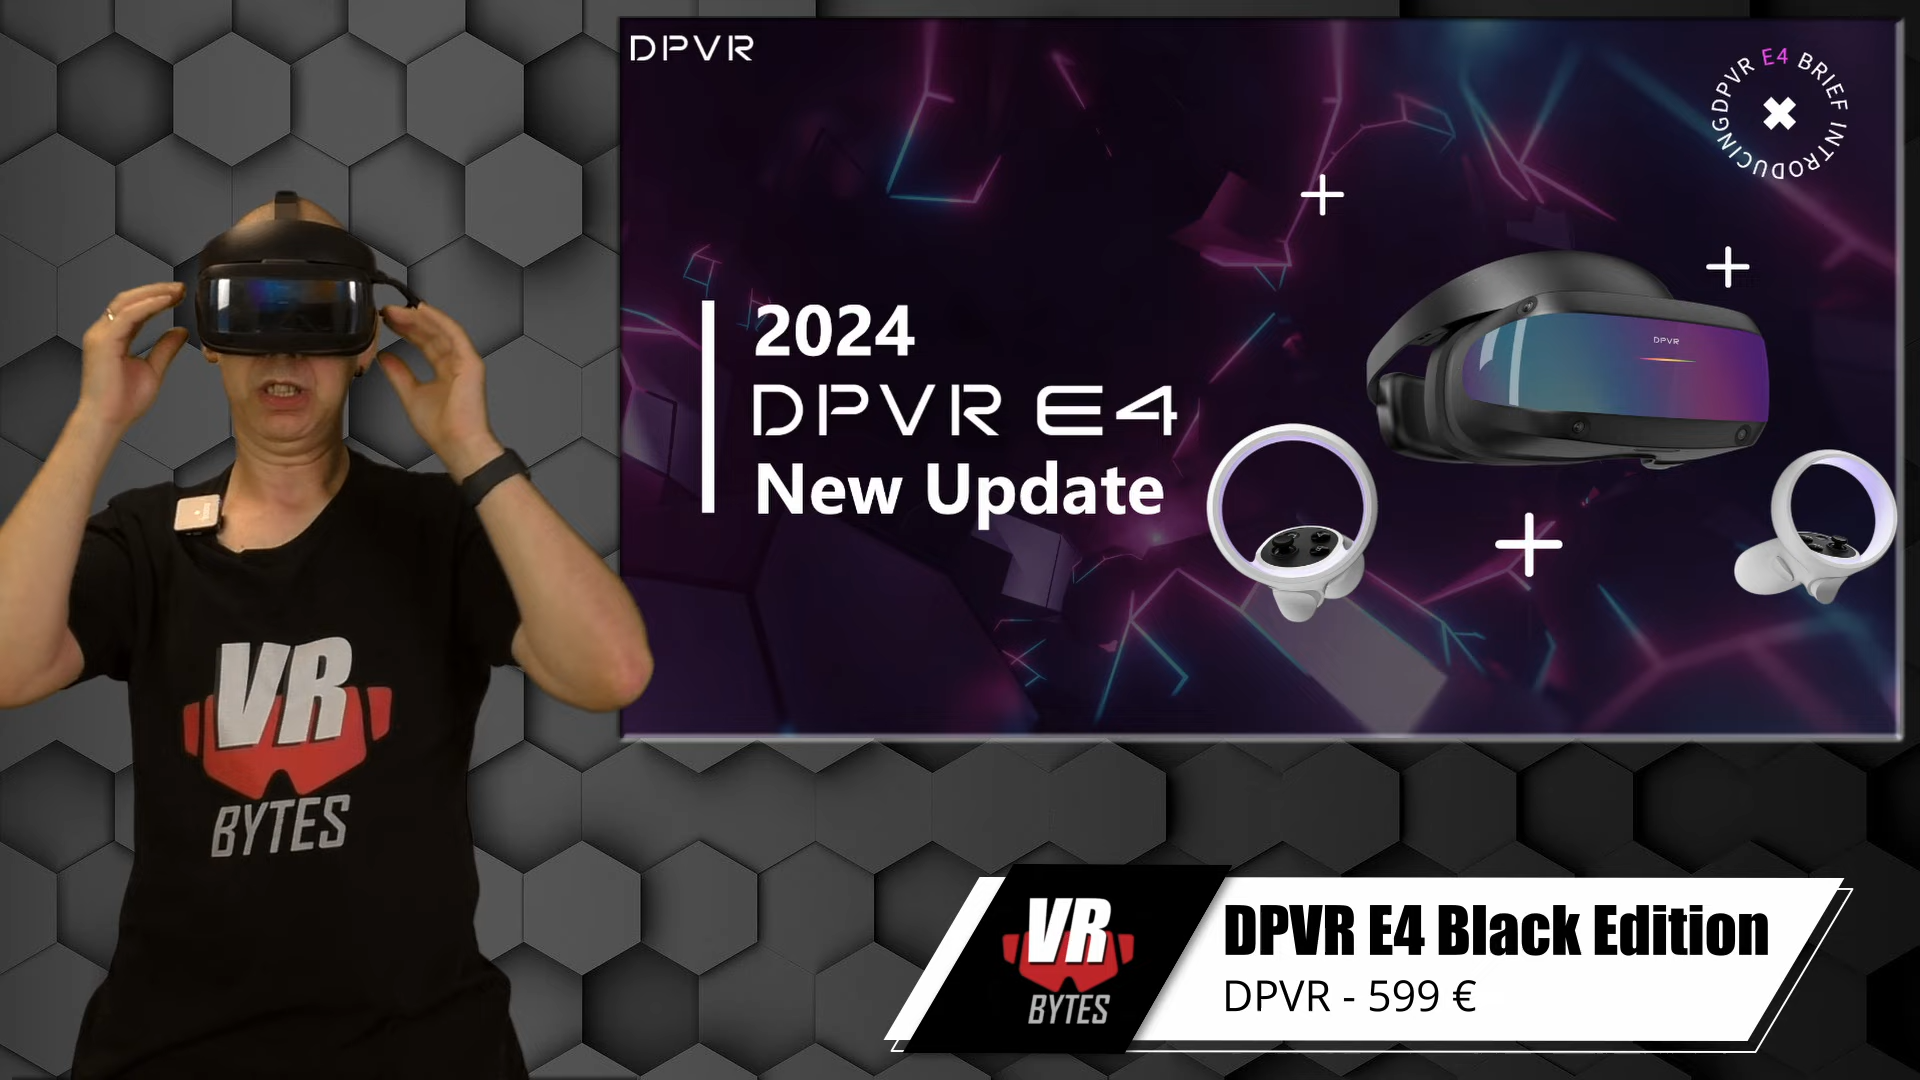 DPVR
INTRODUCING DPVR E4 BRIEF
2024
DPVR E4
New Update
DPVR
VR
BYTES
VR
BYTES
DPVR E4 Black Edition
DPVR - 599 €